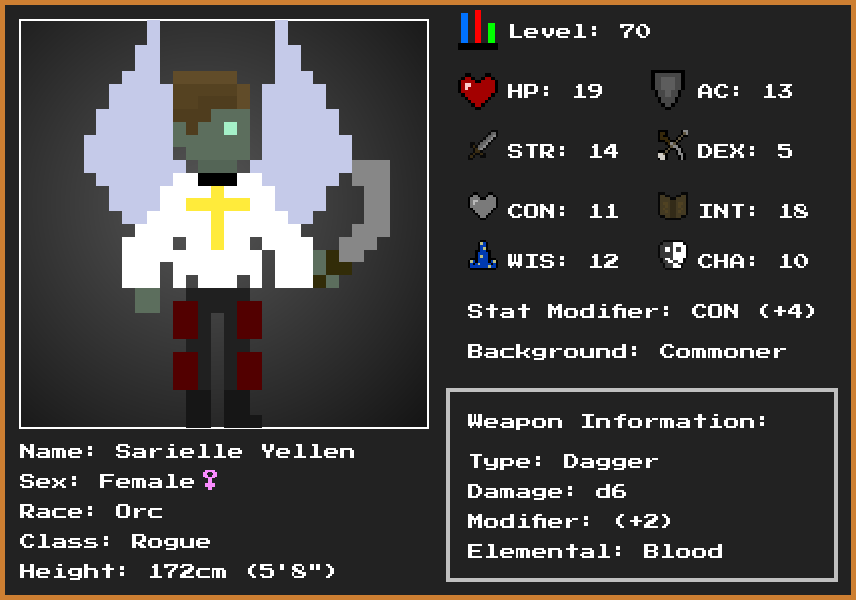 Level: 70
HP: 19
AC: 13
STR: 14
DEX: 5
CON: 11
INT: 18
WIS: 12
CHA: 10
Stat Modifier: CON (+4)
Background: Commoner
Weapon Information:
Type: Dagger
Damage: d6
Modifier: (+2)
Elemental: Blood
Name: Sarielle Yellen
Sex: Female♀
Race: Orc
Class: Rogue
Height: 172cm (5'8")